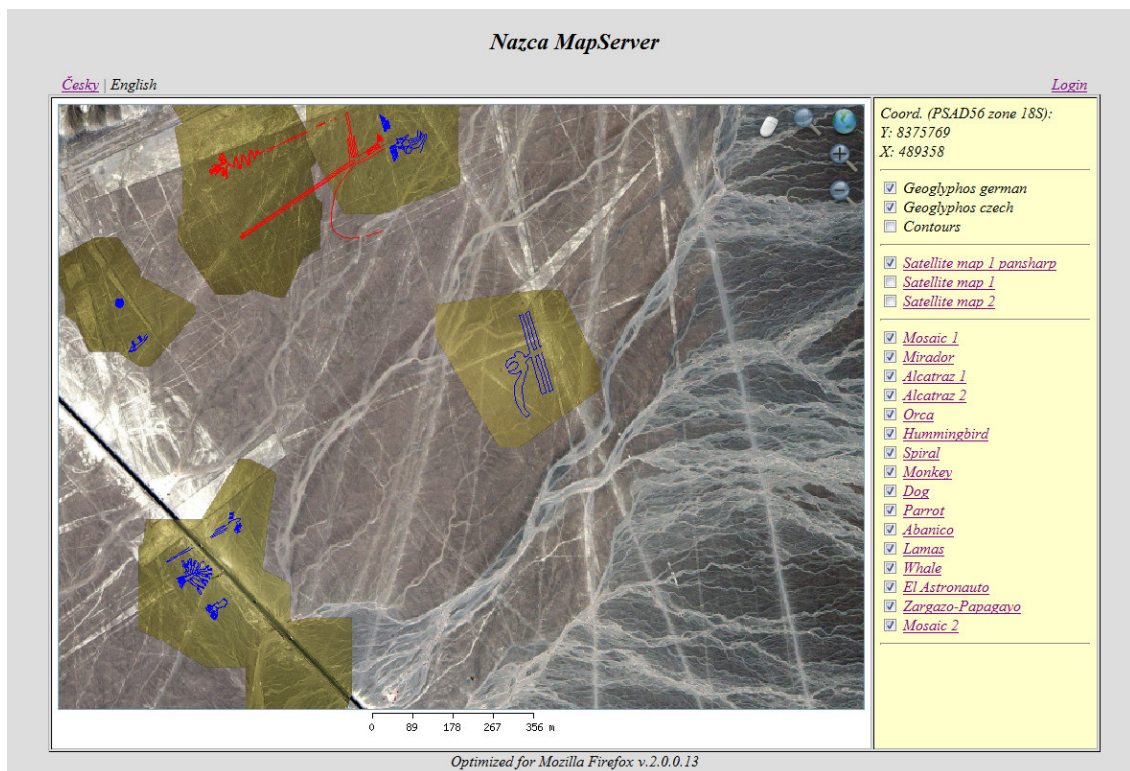 Nazca MapServer
Česky | English
Login
Coord. (PSAD56 zone 18S):
Y: 8375769
X: 489358
Geoglyphos german
Geoglyphos czech
Contours
Satellite map 1 pansharp
Satellite map 1
Satellite map 2
Mosaic 1
Mirador
Alcatraz 1
Alcatraz 2
Orca
Hummingbird
Spiral
Monkey
Dog
Parrot
Abanico
Lamas
Whale
El Astronauto
Zargazo-Papagayo
Mosaic 2
0 89 178 267 356 m
Optimized for Mozilla Firefox v.2.0.0.13